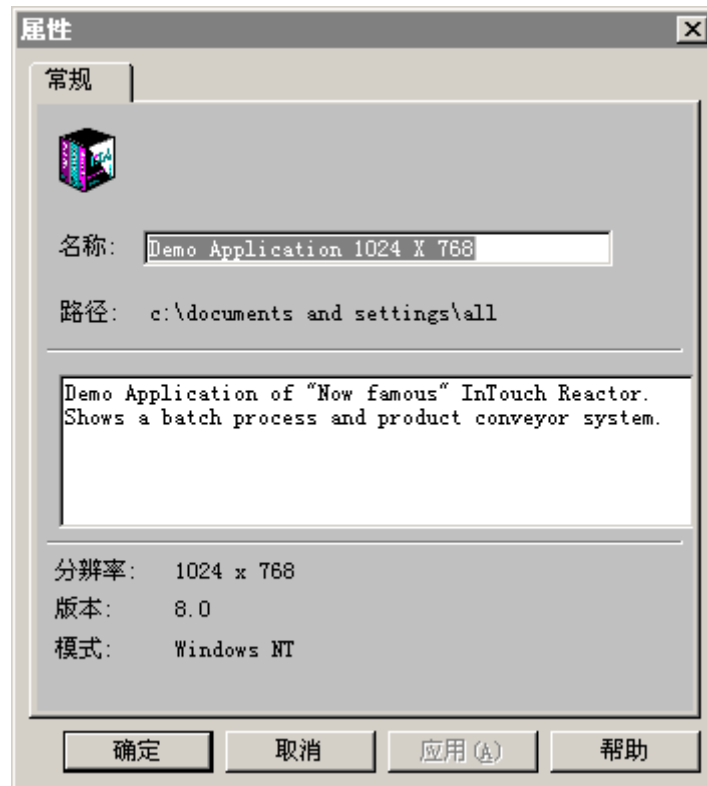 属性
常规
名称: Demo Application 1024 X 768
路径: c:\documents and settings\all
Demo Application of "Now famous" InTouch Reactor.
Shows a batch process and product conveyor system.
分辨率: 1024 x 768
版本: 8.0
模式: Windows NT
确定 取消 应用(A) 帮助